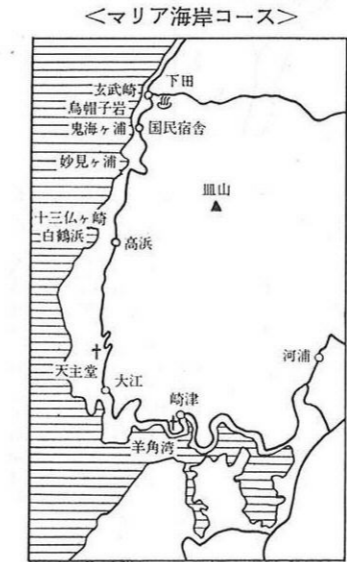 ＜マリア海岸コース＞
下田
玄武崎
烏帽子岩
鬼海ヶ浦
国民宿舎
妙見ヶ浦
皿山
十三仏ヶ崎
白鶴浜
高浜
河浦
天主堂
大江
崎津
羊角湾